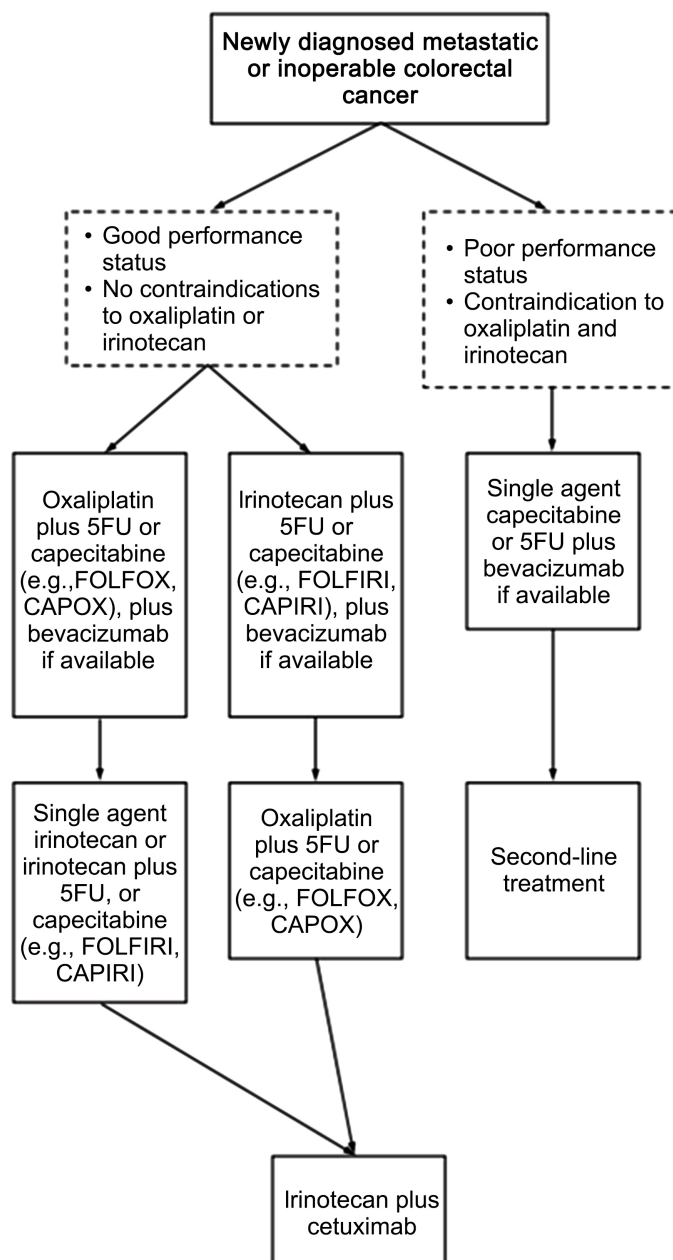 Newly diagnosed metastatic
or inoperable colorectal
cancer
• Good performance
status
• No contraindications
to oxaliplatin or
irinotecan
• Poor performance
status
• Contraindication to
oxaliplatin and
irinotecan
Oxaliplatin
plus 5FU or
capecitabine
(e.g.,FOLFOX,
CAPOX), plus
bevacizumab
if available
Irinotecan plus
5FU or
capecitabine
(e.g., FOLFIRI,
CAPIRI), plus
bevacizumab
if available
Single agent
capecitabine
or 5FU plus
bevacizumab
if available
Single agent
irinotecan or
irinotecan plus
5FU, or
capecitabine
(e.g., FOLFIRI,
CAPIRI)
Oxaliplatin
plus 5FU or
capecitabine
(e.g., FOLFOX,
CAPOX)
Second-line
treatment
Irinotecan plus
cetuximab